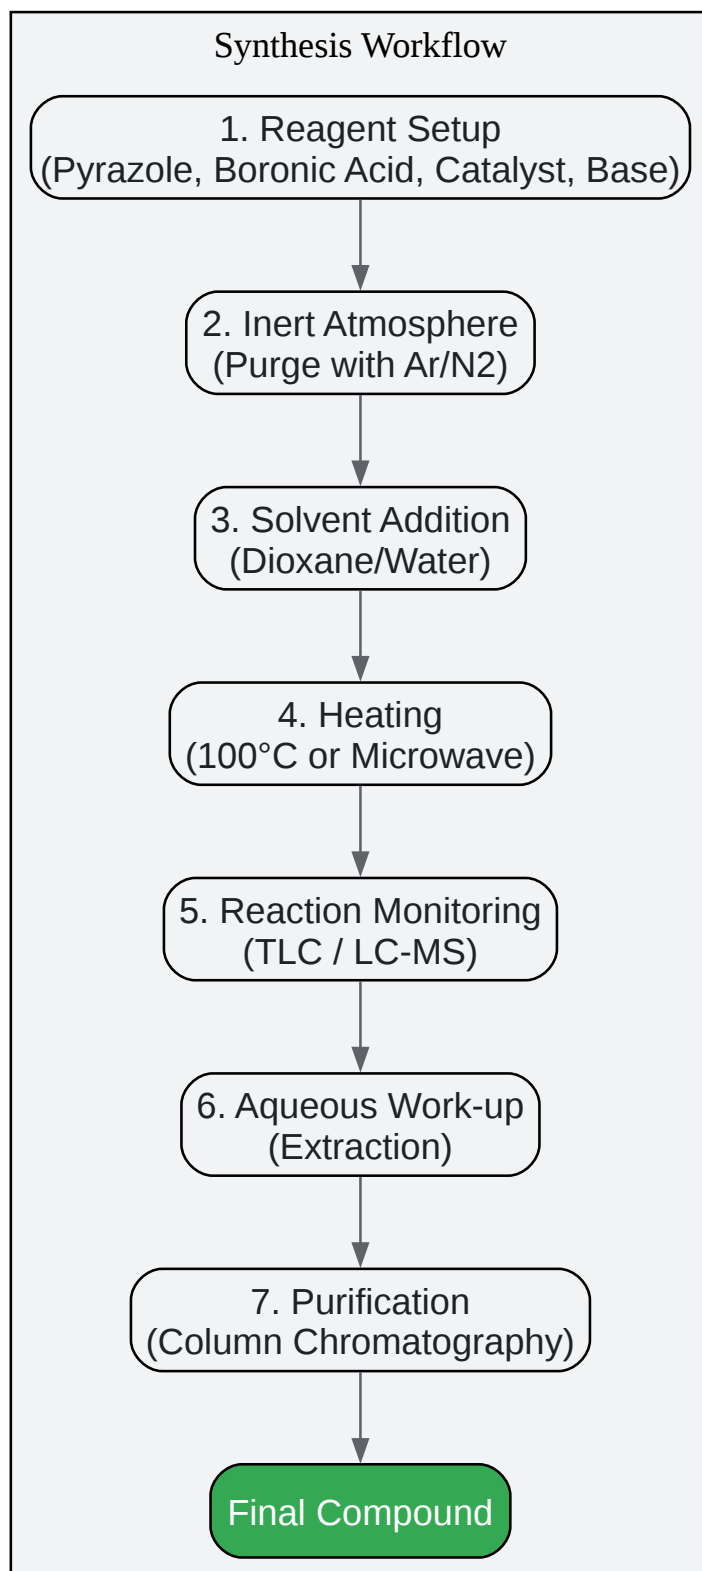 Synthesis Workflow
1. Reagent Setup
(Pyrazole, Boronic Acid, Catalyst, Base)
2. Inert Atmosphere
(Purge with Ar/N2)
3. Solvent Addition
(Dioxane/Water)
4. Heating
(100°C or Microwave)
5. Reaction Monitoring
(TLC / LC-MS)
6. Aqueous Work-up
(Extraction)
7. Purification
(Column Chromatography)
Final Compound